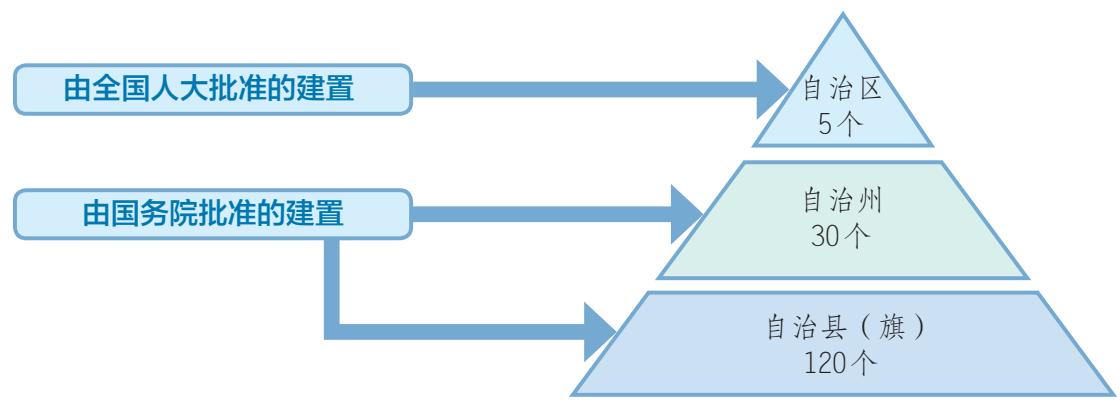 由全国人大批准的建置
自治区
5个
由国务院批准的建置
自治州
30个
自治县（旗）
120个